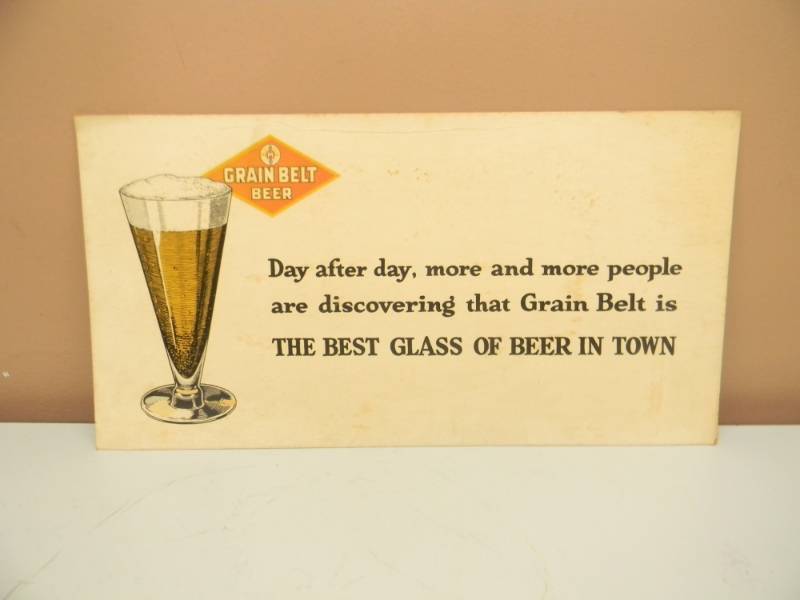 GRAIN BELT
BEER
Day after day, more and more people
are discovering that Grain Belt is
THE BEST GLASS OF BEER IN TOWN